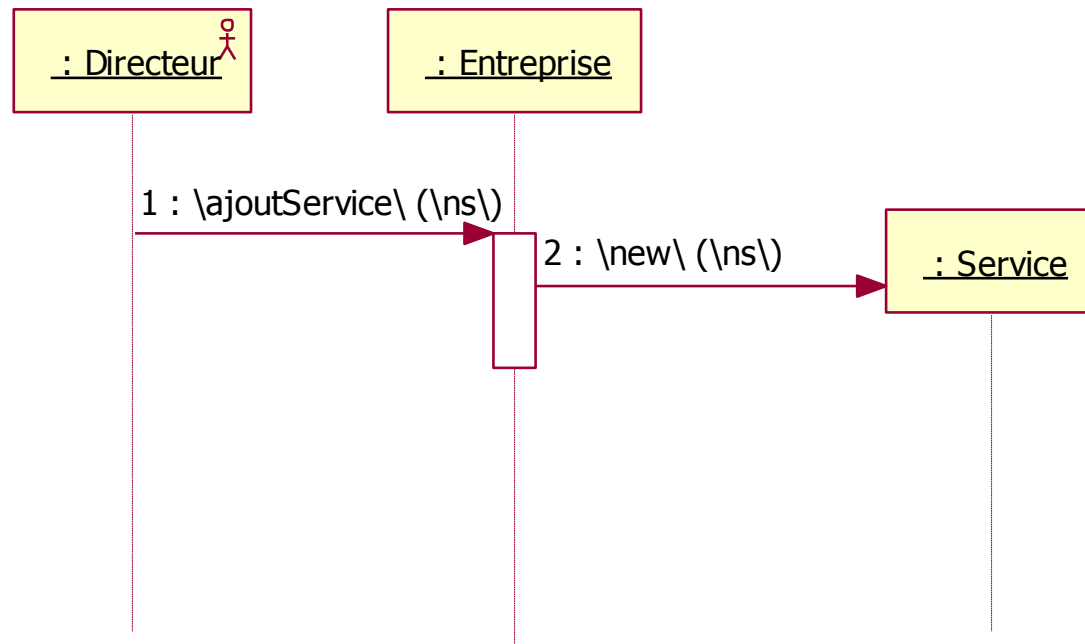 : Directeur
: Entreprise
1 : \ajoutService\ (\ns\)
2 : \new\ (\ns\)
: Service